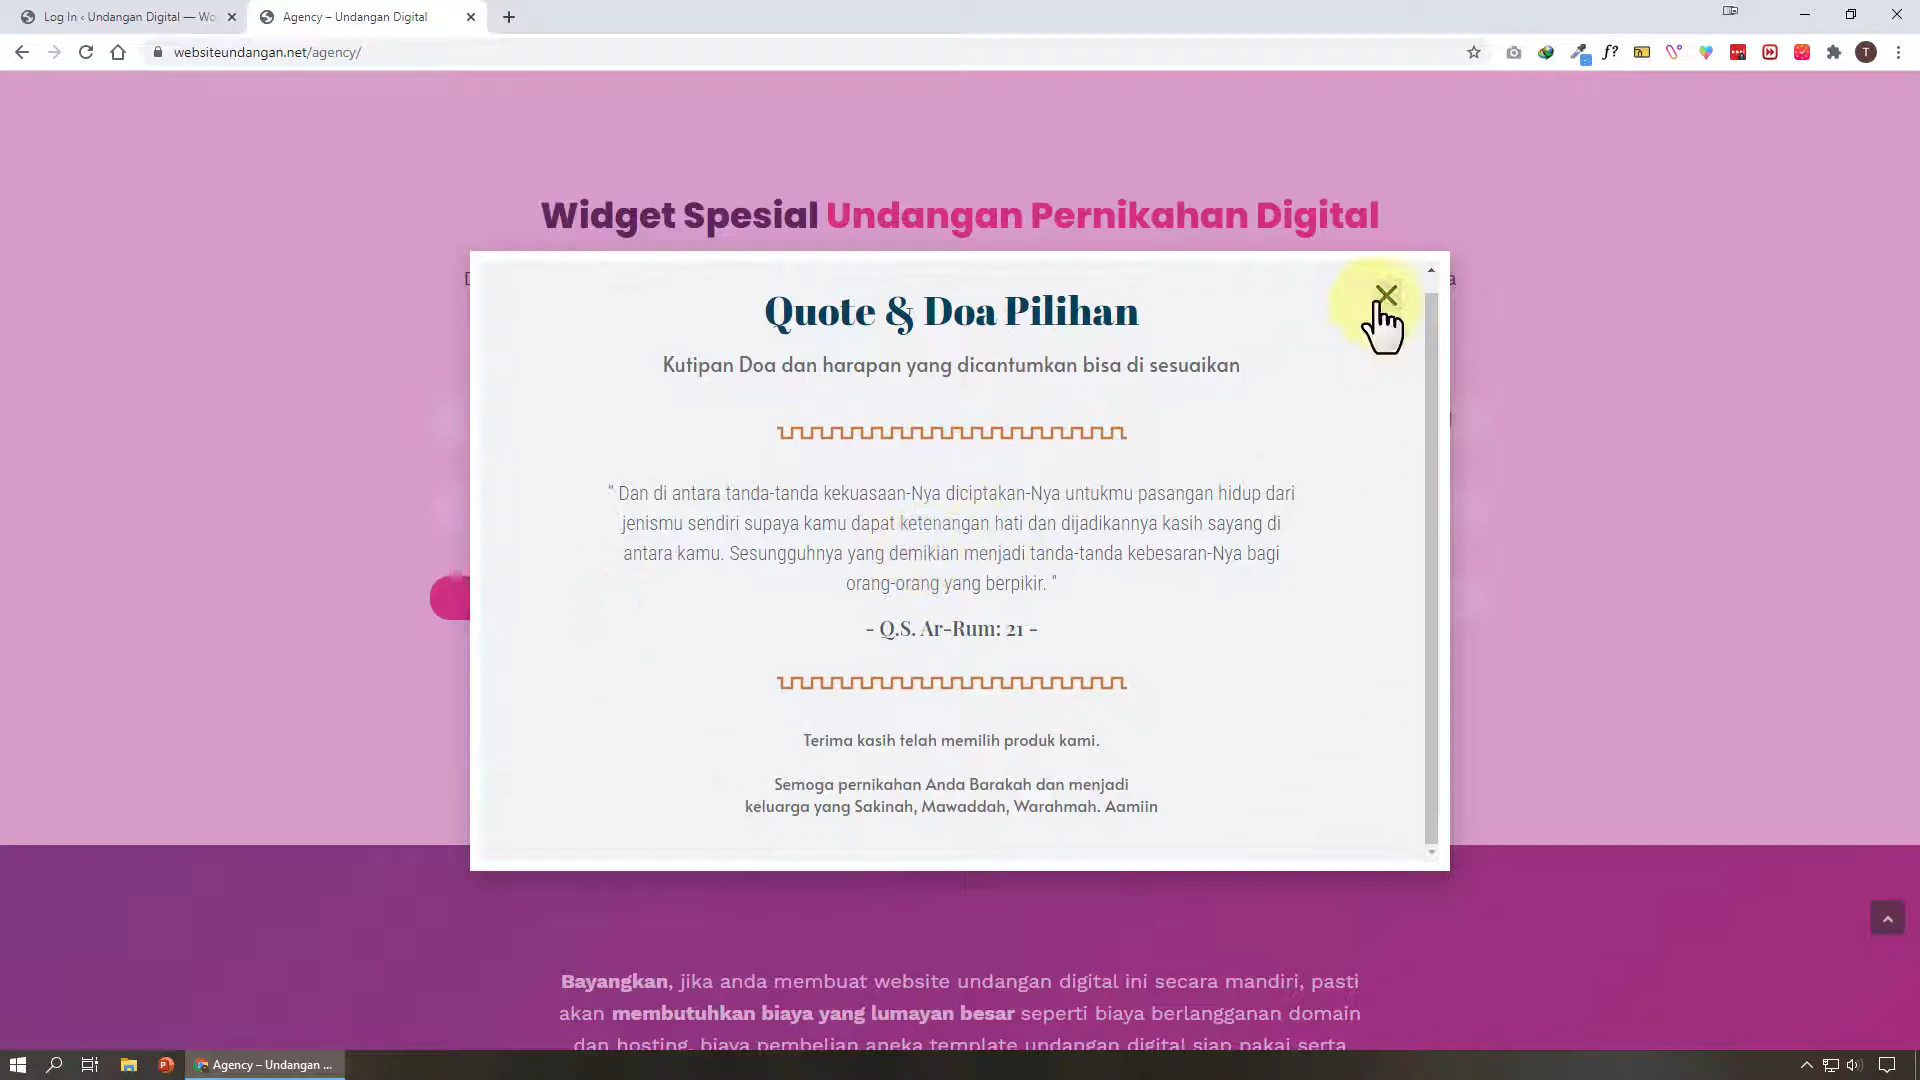 Log In ‹ Undangan Digital — Wo
Agency – Undangan Digital
websiteundangan.net/agency/
f?
T
Widget Spesial Undangan Pernikahan Digital
Quote & Doa Pilihan
Kutipan Doa dan harapan yang dicantumkan bisa di sesuaikan
" Dan di antara tanda-tanda kekuasaan-Nya diciptakan-Nya untukmu pasangan hidup dari
jenismu sendiri supaya kamu dapat ketenangan hati dan dijadikannya kasih sayang di
antara kamu. Sesungguhnya yang demikian menjadi tanda-tanda kebesaran-Nya bagi
orang-orang yang berpikir. "
- Q.S. Ar-Rum: 21 -
Terima kasih telah memilih produk kami.
Semoga pernikahan Anda Barakah dan menjadi
keluarga yang Sakinah, Mawaddah, Warahmah. Aamiin
Bayangkan, jika anda membuat website undangan digital ini secara mandiri, pasti
akan membutuhkan biaya yang lumayan besar seperti biaya berlangganan domain
dan hosting, biaya pembelian aneka template undangan digital siap pakai serta
Agency – Undangan ...